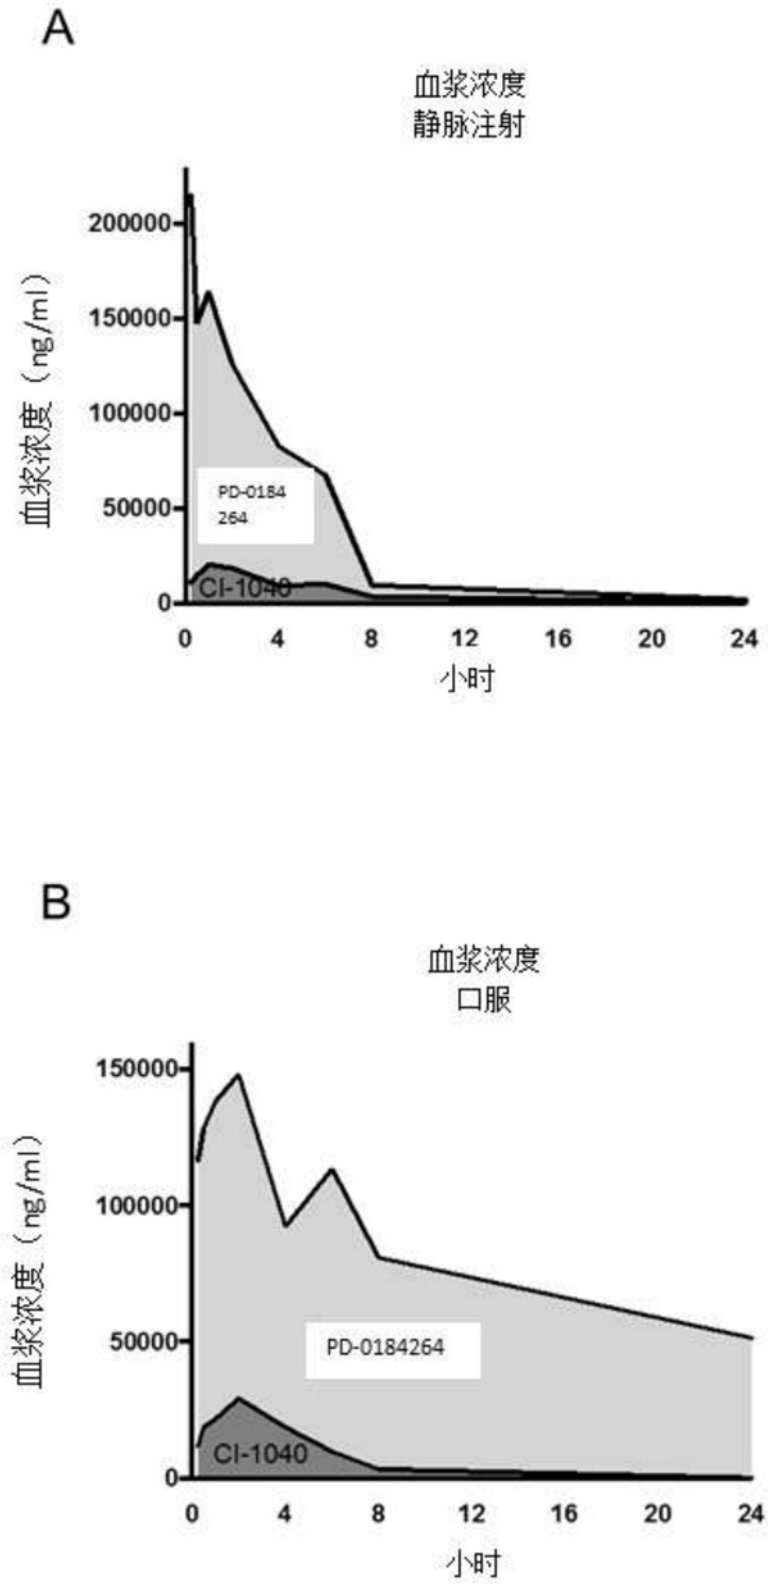 A
血浆浓度
静脉注射
血浆浓度（ng/ml）
200000
150000
100000
50000
0
PD-0184
264
CI-1040
0 4 8 12 16 20 24
小时
B
血浆浓度
口服
血浆浓度（ng/ml）
150000
100000
50000
0
PD-0184264
CI-1040
0 4 8 12 16 20 24
小时